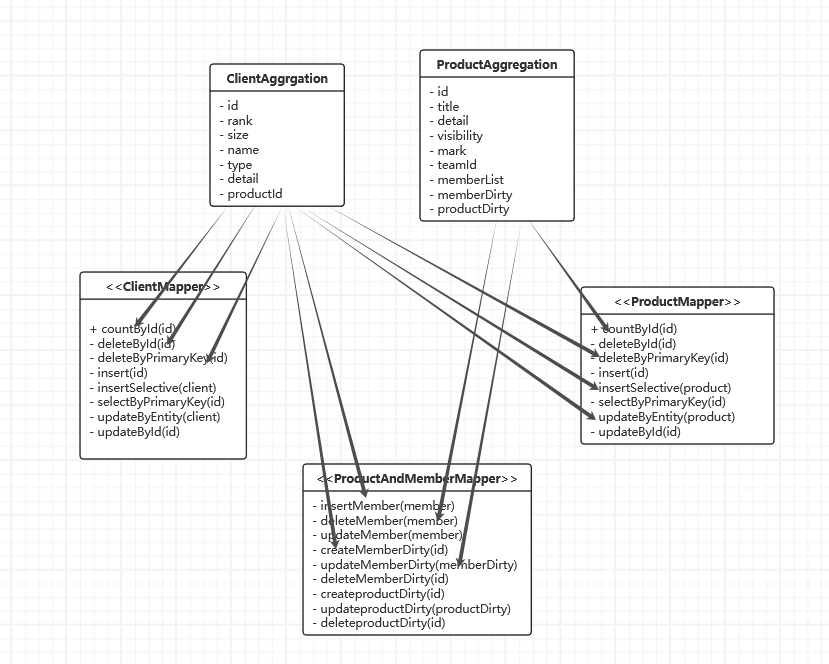 ClientAggrgation
- id
- rank
- size
- name
- type
- detail
- productId
ProductAggregation
- id
- title
- detail
- visibility
- mark
- teamId
- memberList
- memberDirty
- productDirty
<<ClientMapper>>
+ countById(id)
- deleteById(id)
- deleteByPrimaryKey(id)
- insert(id)
- insertSelective(client)
- selectByPrimaryKey(id)
- updateByEntity(client)
- updateById(id)
<<ProductMapper>>
+ countById(id)
- deleteById(id)
- deleteByPrimaryKey(id)
- insert(id)
- insertSelective(product)
- selectByPrimaryKey(id)
- updateByEntity(product)
- updateById(id)
<<ProductAndMemberMapper>>
- insertMember(member)
- deleteMember(member)
- updateMember(member)
- createMemberDirty(id)
- updateMemberDirty(memberDirty)
- deleteMemberDirty(id)
- createproductDirty(id)
- updateproductDirty(productDirty)
- deleteproductDirty(id)